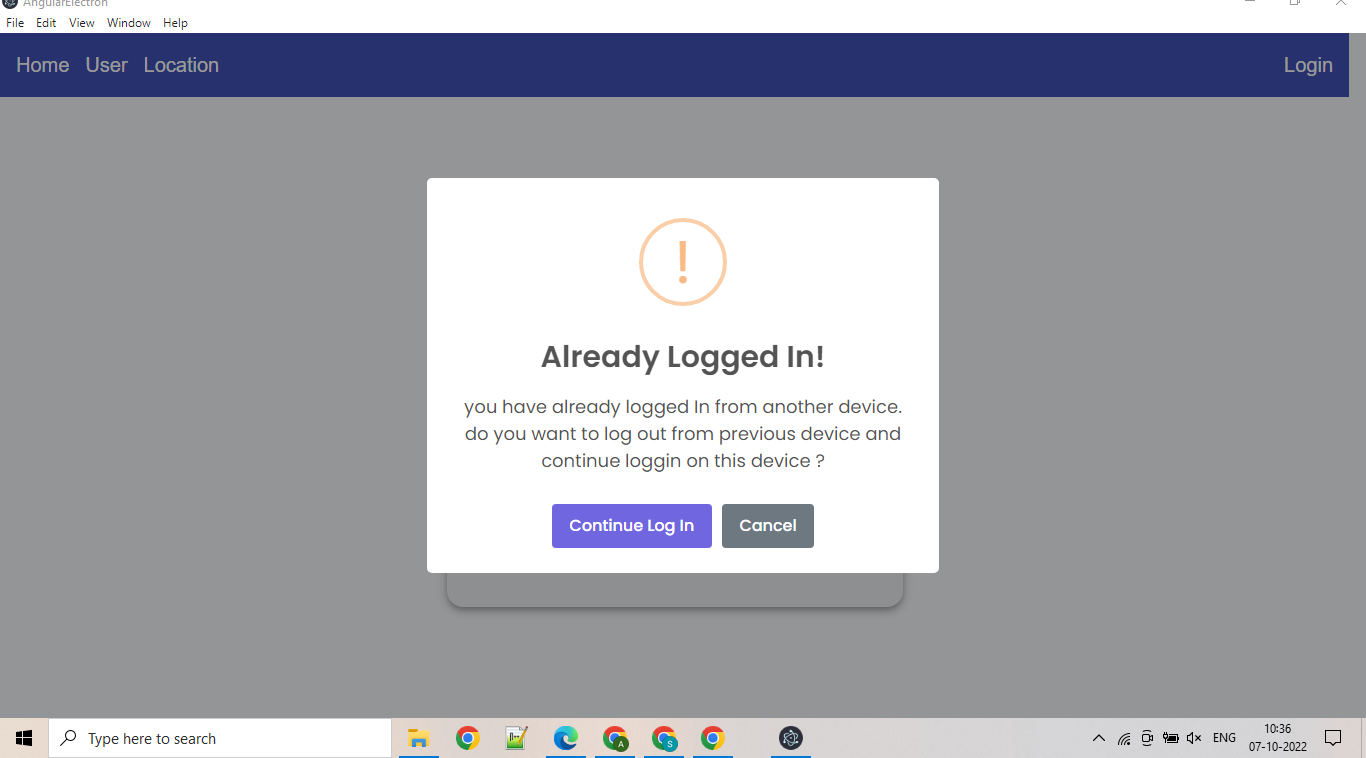 AngularElectron
File Edit View Window Help
Home User Location Login
!
Already Logged In!
you have already logged In from another device.
do you want to log out from previous device and
continue loggin on this device ?
Continue Log In Cancel
Type here to search
A
S
ENG
10:36
07-10-2022